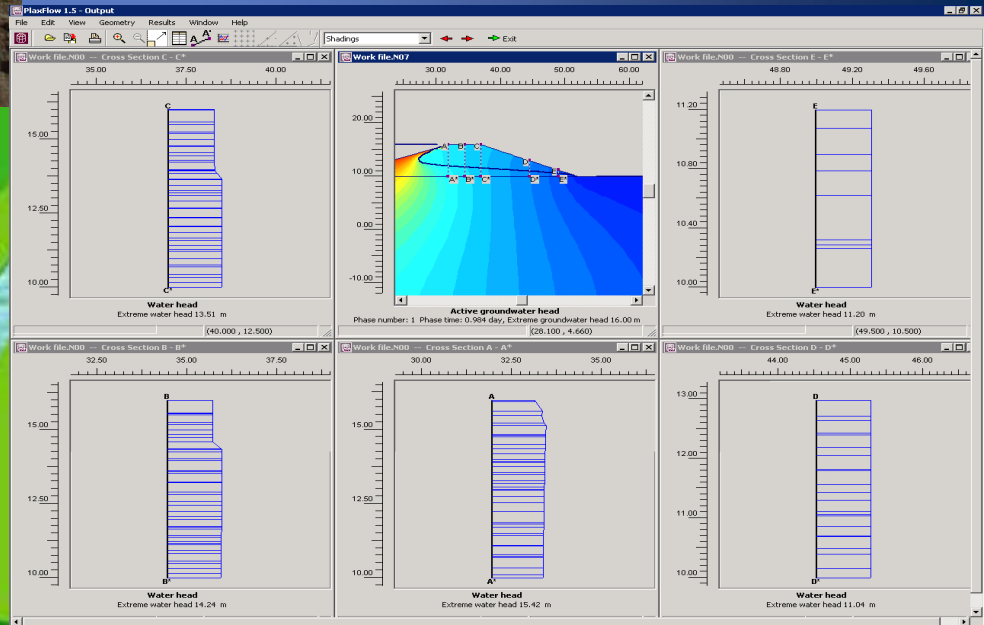 PlaxFlow 1.5 - Output
File Edit View Geometry Results Window Help
Shadings Exit
Work file.N00 -- Cross Section C - C*
35.00 37.50 40.00
15.00
12.50
10.00
C
C*
Water head
Extreme water head 13.51 m
(40.000 , 12.500)
Work file.N07
30.00 40.00 50.00 60.00
20.00
10.00
0.00
-10.00
A B C D E
A* B* C* D* E*
Active groundwater head
Phase number: 1 Phase time: 0.984 day, Extreme groundwater head 16.00 m
(28.100 , 4.660)
Work file.N00 -- Cross Section E - E*
48.80 49.20 49.60
11.20
10.80
10.40
10.00
E
E*
Water head
Extreme water head 11.20 m
(49.500 , 10.500)
Work file.N00 -- Cross Section B - B*
32.50 35.00 37.50
15.00
12.50
10.00
B
B*
Water head
Extreme water head 14.24 m
Work file.N00 -- Cross Section A - A*
30.00 32.50 35.00
15.00
12.50
10.00
A
A*
Water head
Extreme water head 15.42 m
Work file.N00 -- Cross Section D - D*
44.00 45.00 46.00
13.00
12.00
11.00
10.00
D
D*
Water head
Extreme water head 11.04 m